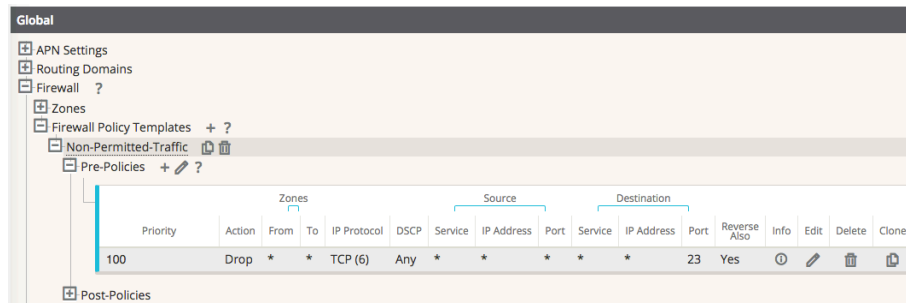 Global
APN Settings
Routing Domains
Firewall ?
Zones
Firewall Policy Templates + ?
Non-Permitted-Traffic
Pre-Policies + ?
Zones Source Destination
Priority Action From To IP Protocol DSCP Service IP Address Port Service IP Address Port Reverse Also Info Edit Delete Clone
100 Drop * * TCP (6) Any * * * * * 23 Yes
Post-Policies